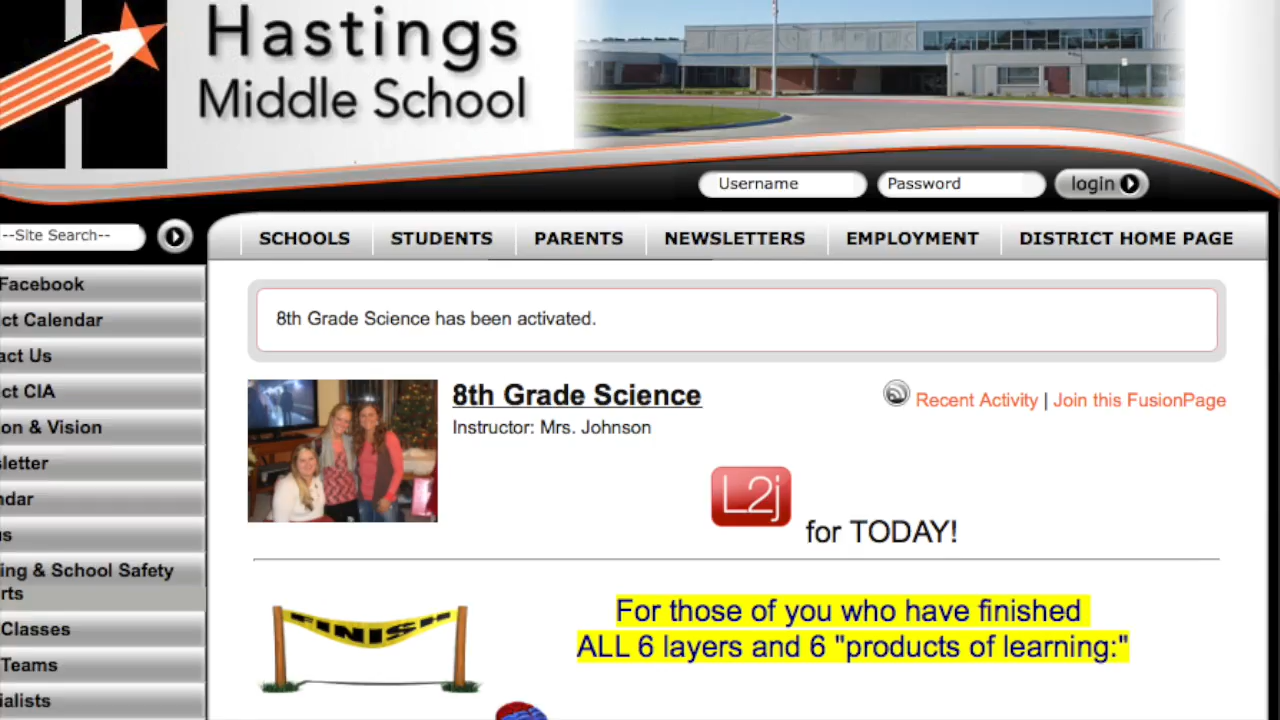 Hastings
Middle School
Username
Password
login
--Site Search--
SCHOOLS
STUDENTS
PARENTS
NEWSLETTERS
EMPLOYMENT
DISTRICT HOME PAGE
Facebook
ct Calendar
act Us
ct CIA
on & Vision
letter
ndar
s
ing & School Safety
rts
Classes
Teams
ialists
8th Grade Science has been activated.
8th Grade Science
Instructor: Mrs. Johnson
Recent Activity | Join this FusionPage
L2j
for TODAY!
FINISH
For those of you who have finished
ALL 6 layers and 6 "products of learning:"